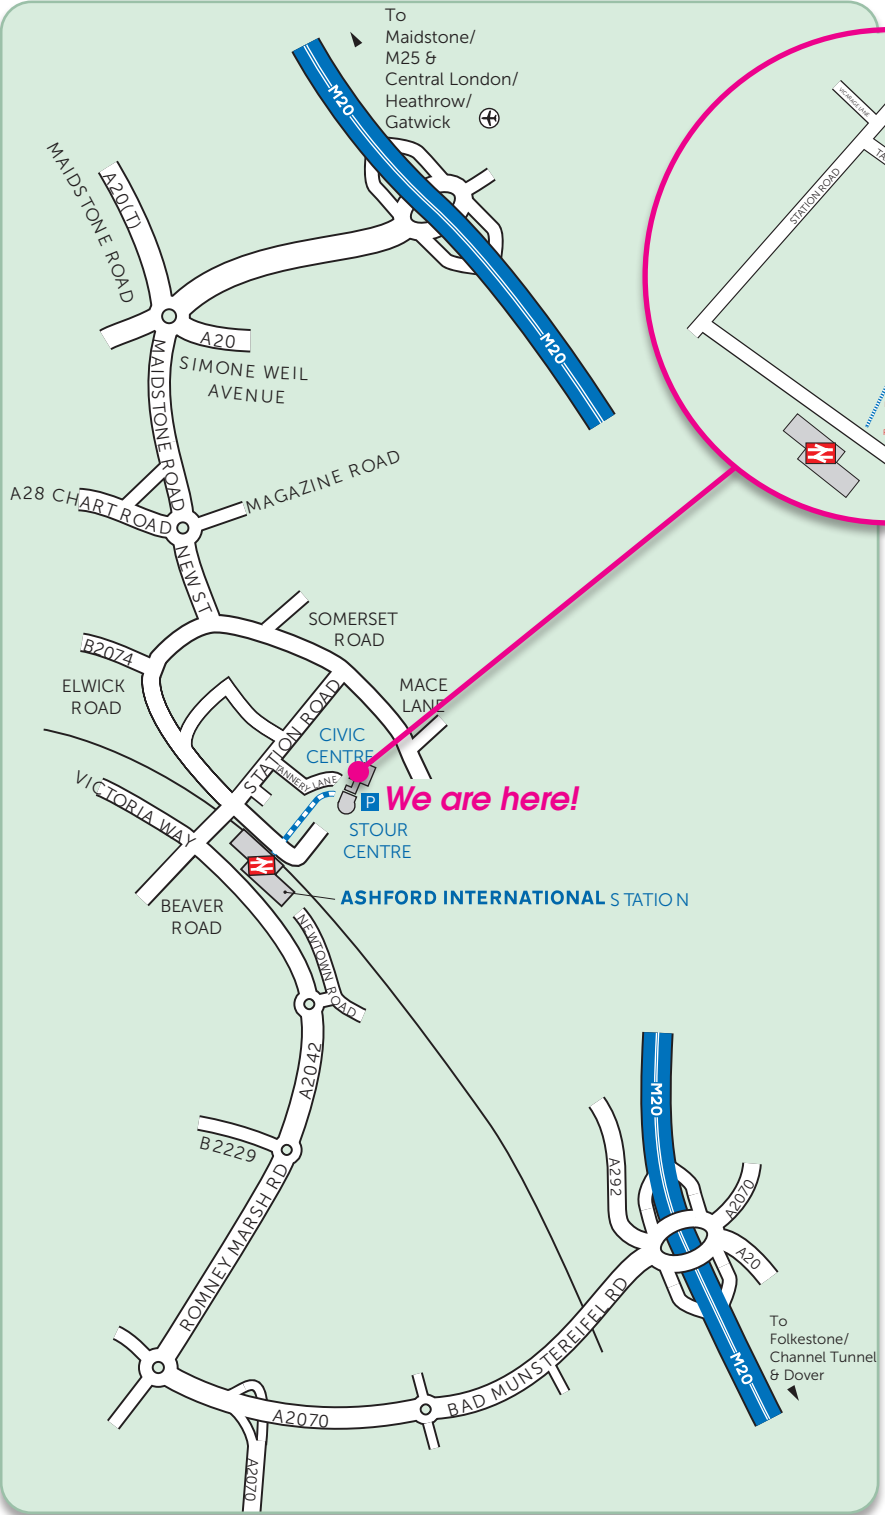 To
Maidstone/
M25 &
Central London/
Heathrow/
Gatwick
M20
M20
VICARAGE LANE
TA
STATION ROAD
MAIDSTONE ROAD
A20(T)
A20
SIMONE WEIL
AVENUE
MAIDSTONE ROAD
A28 CHART ROAD
MAGAZINE ROAD
NEW ST
SOMERSET
ROAD
B2074
ELWICK
ROAD
MACE
LANE
STATION ROAD
CIVIC
CENTRE
TANNERY LANE
P
We are here!
VICTORIA WAY
STOUR
CENTRE
ASHFORD INTERNATIONAL STATION
BEAVER
ROAD
NEWTOWN ROAD
A2042
B2229
ROMNEY MARSH RD
M20
A292
A2070
A20
To
Folkestone/
Channel Tunnel
& Dover
M20
BAD MUNSTEREIFEL RD
A2070
A2070